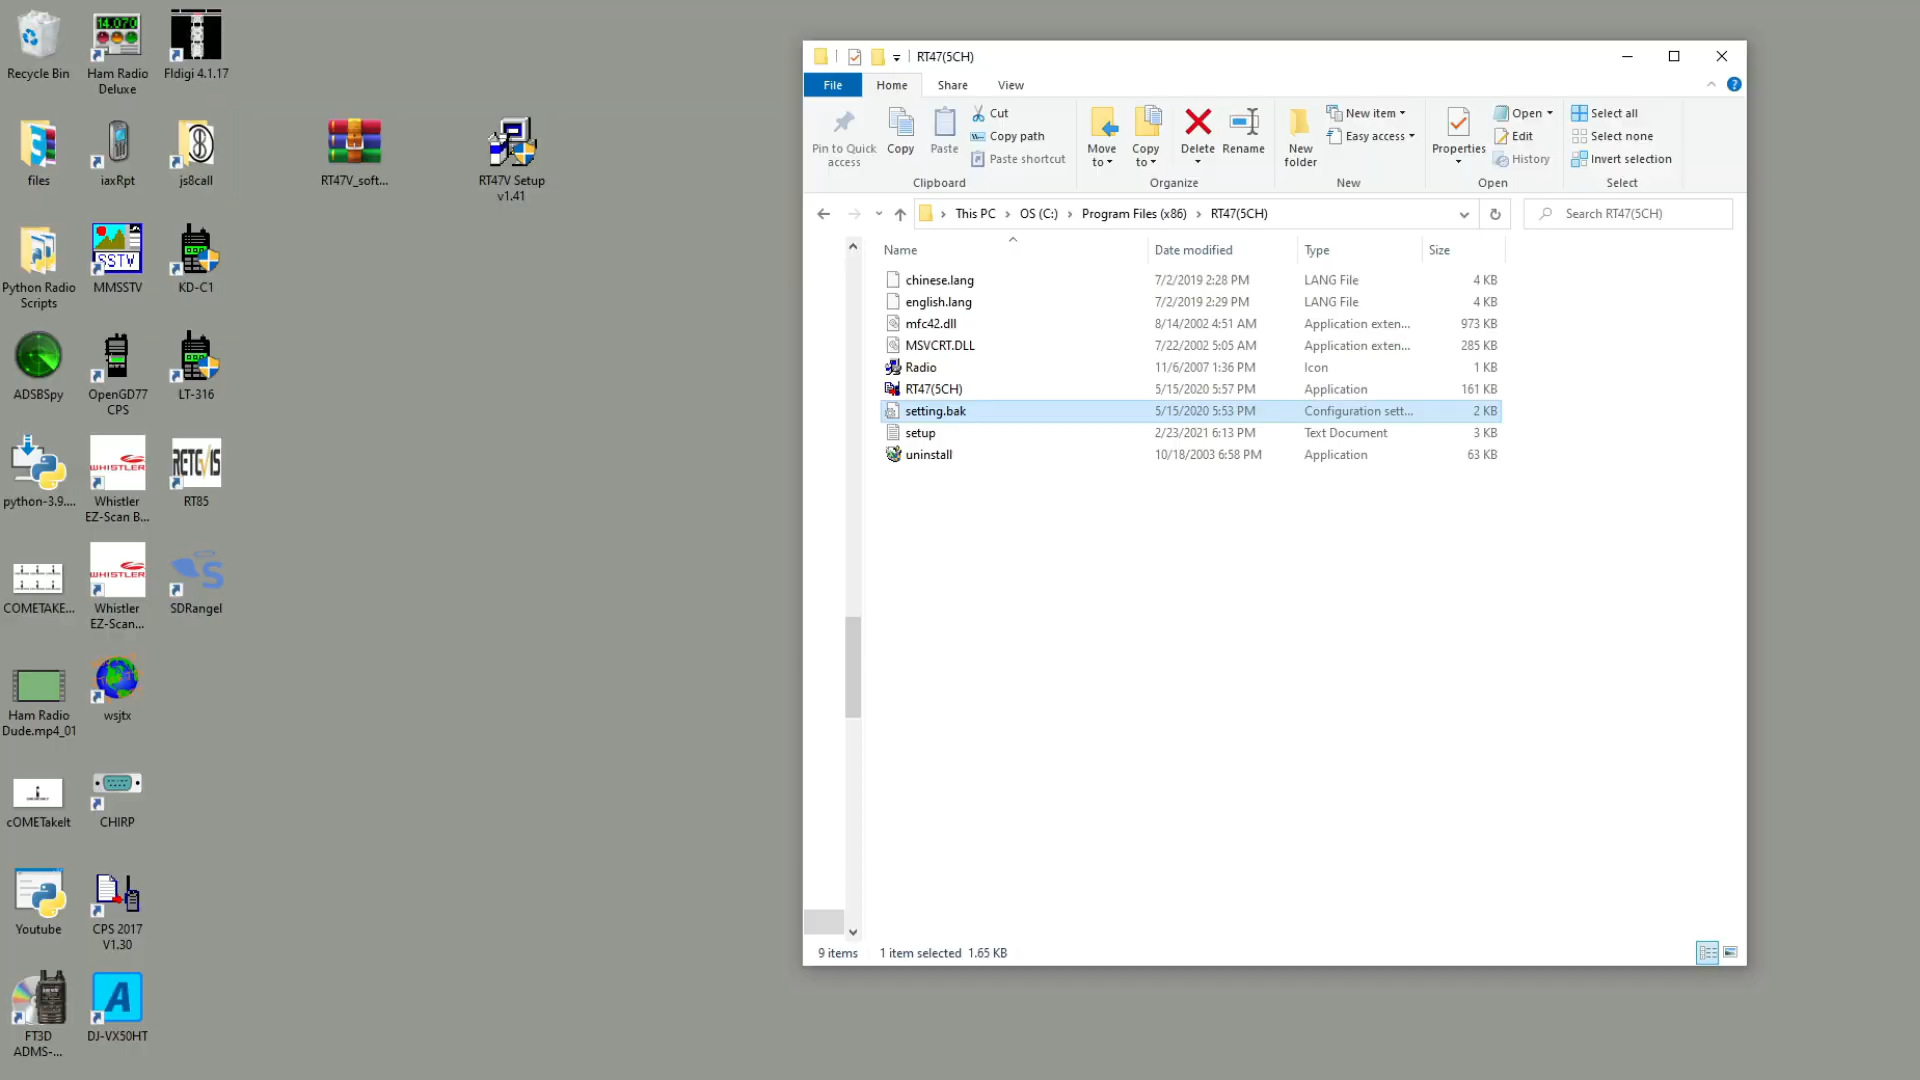 Recycle Bin
Ham Radio
Deluxe
Fldigi 4.1.17
14.070
files
iaxRpt
js8call
RT47V_soft...
RT47V Setup
v1.41
Python Radio
Scripts
SSTV
MMSSTV
KD-C1
ADSBSpy
OpenGD77
CPS
LT-316
python-3.9....
WHISTLER
Whistler
EZ-Scan B...
RETEVIS
RT85
COMETAKE...
WHISTLER
Whistler
EZ-Scan...
SDRangel
Ham Radio
Dude.mp4_01
wsjtx
cOMETakeIt
CHIRP
Youtube
CPS 2017
V1.30
FT3D
ADMS-...
DJ-VX50HT
RT47(5CH)
File
Home
Share
View
Pin to Quick
access
Copy
Paste
Cut
Copy path
Paste shortcut
Clipboard
Move
to
Copy
to
Delete
Rename
Organize
New
folder
New item
Easy access
New
Properties
Open
Edit
History
Open
Select all
Select none
Invert selection
Select
This PC > OS (C:) > Program Files (x86) > RT47(5CH)
Search RT47(5CH)
Name Date modified Type Size
chinese.lang 7/2/2019 2:28 PM LANG File 4 KB
english.lang 7/2/2019 2:29 PM LANG File 4 KB
mfc42.dll 8/14/2002 4:51 AM Application exten... 973 KB
MSVCRT.DLL 7/22/2002 5:05 AM Application exten... 285 KB
Radio 11/6/2007 1:36 PM Icon 1 KB
RT47(5CH) 5/15/2020 5:57 PM Application 161 KB
setting.bak 5/15/2020 5:53 PM Configuration sett... 2 KB
setup 2/23/2021 6:13 PM Text Document 3 KB
uninstall 10/18/2003 6:58 PM Application 63 KB
9 items 1 item selected 1.65 KB